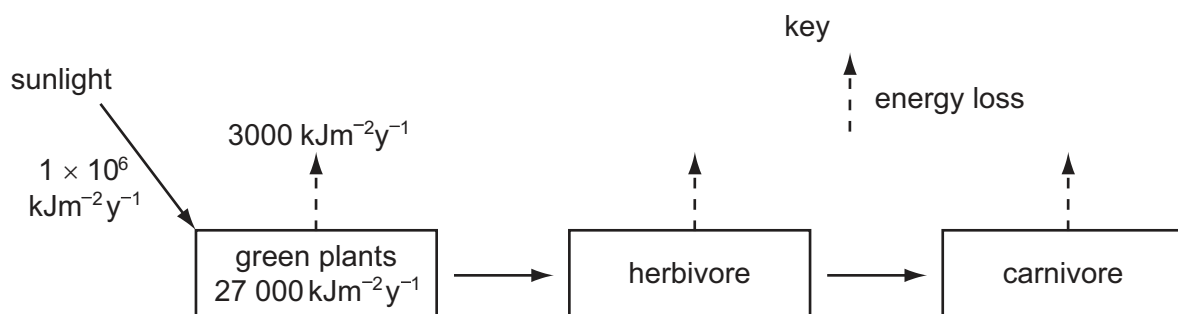 key
sunlight
energy loss
3000 kJm⁻²y⁻¹
1 × 10⁶
kJm⁻²y⁻¹
green plants
27 000 kJm⁻²y⁻¹
herbivore
carnivore